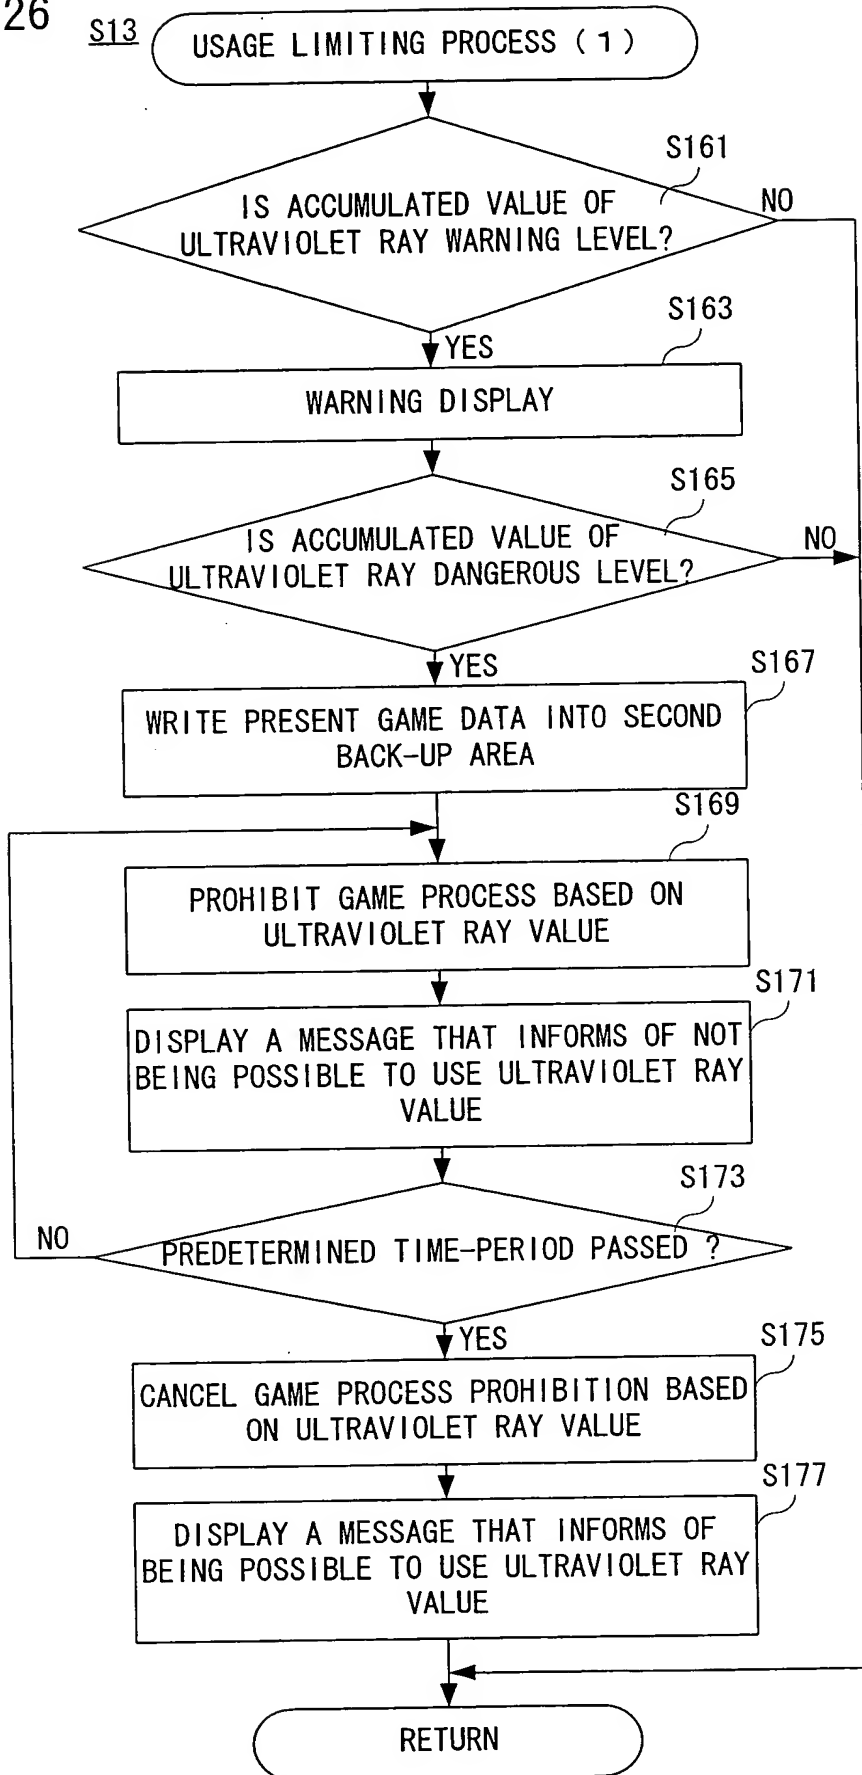 26
S13
USAGE LIMITING PROCESS (1)
S161
IS ACCUMULATED VALUE OF
ULTRAVIOLET RAY WARNING LEVEL?
NO
YES
S163
WARNING DISPLAY
S165
IS ACCUMULATED VALUE OF
ULTRAVIOLET RAY DANGEROUS LEVEL?
NO
YES
S167
WRITE PRESENT GAME DATA INTO SECOND
BACK-UP AREA
S169
PROHIBIT GAME PROCESS BASED ON
ULTRAVIOLET RAY VALUE
S171
DISPLAY A MESSAGE THAT INFORMS OF NOT
BEING POSSIBLE TO USE ULTRAVIOLET RAY
VALUE
S173
NO
PREDETERMINED TIME-PERIOD PASSED ?
YES
S175
CANCEL GAME PROCESS PROHIBITION BASED
ON ULTRAVIOLET RAY VALUE
S177
DISPLAY A MESSAGE THAT INFORMS OF
BEING POSSIBLE TO USE ULTRAVIOLET RAY
VALUE
RETURN